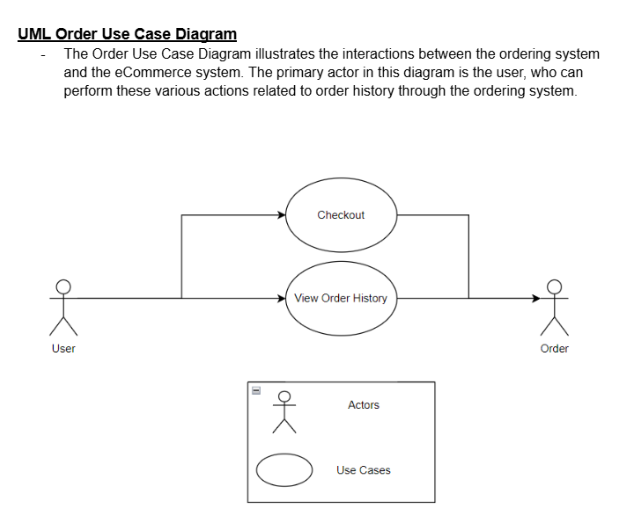 UML Order Use Case Diagram
- The Order Use Case Diagram illustrates the interactions between the ordering system
and the eCommerce system. The primary actor in this diagram is the user, who can
perform these various actions related to order history through the ordering system.
Checkout
View Order History
User
Order
Actors
Use Cases